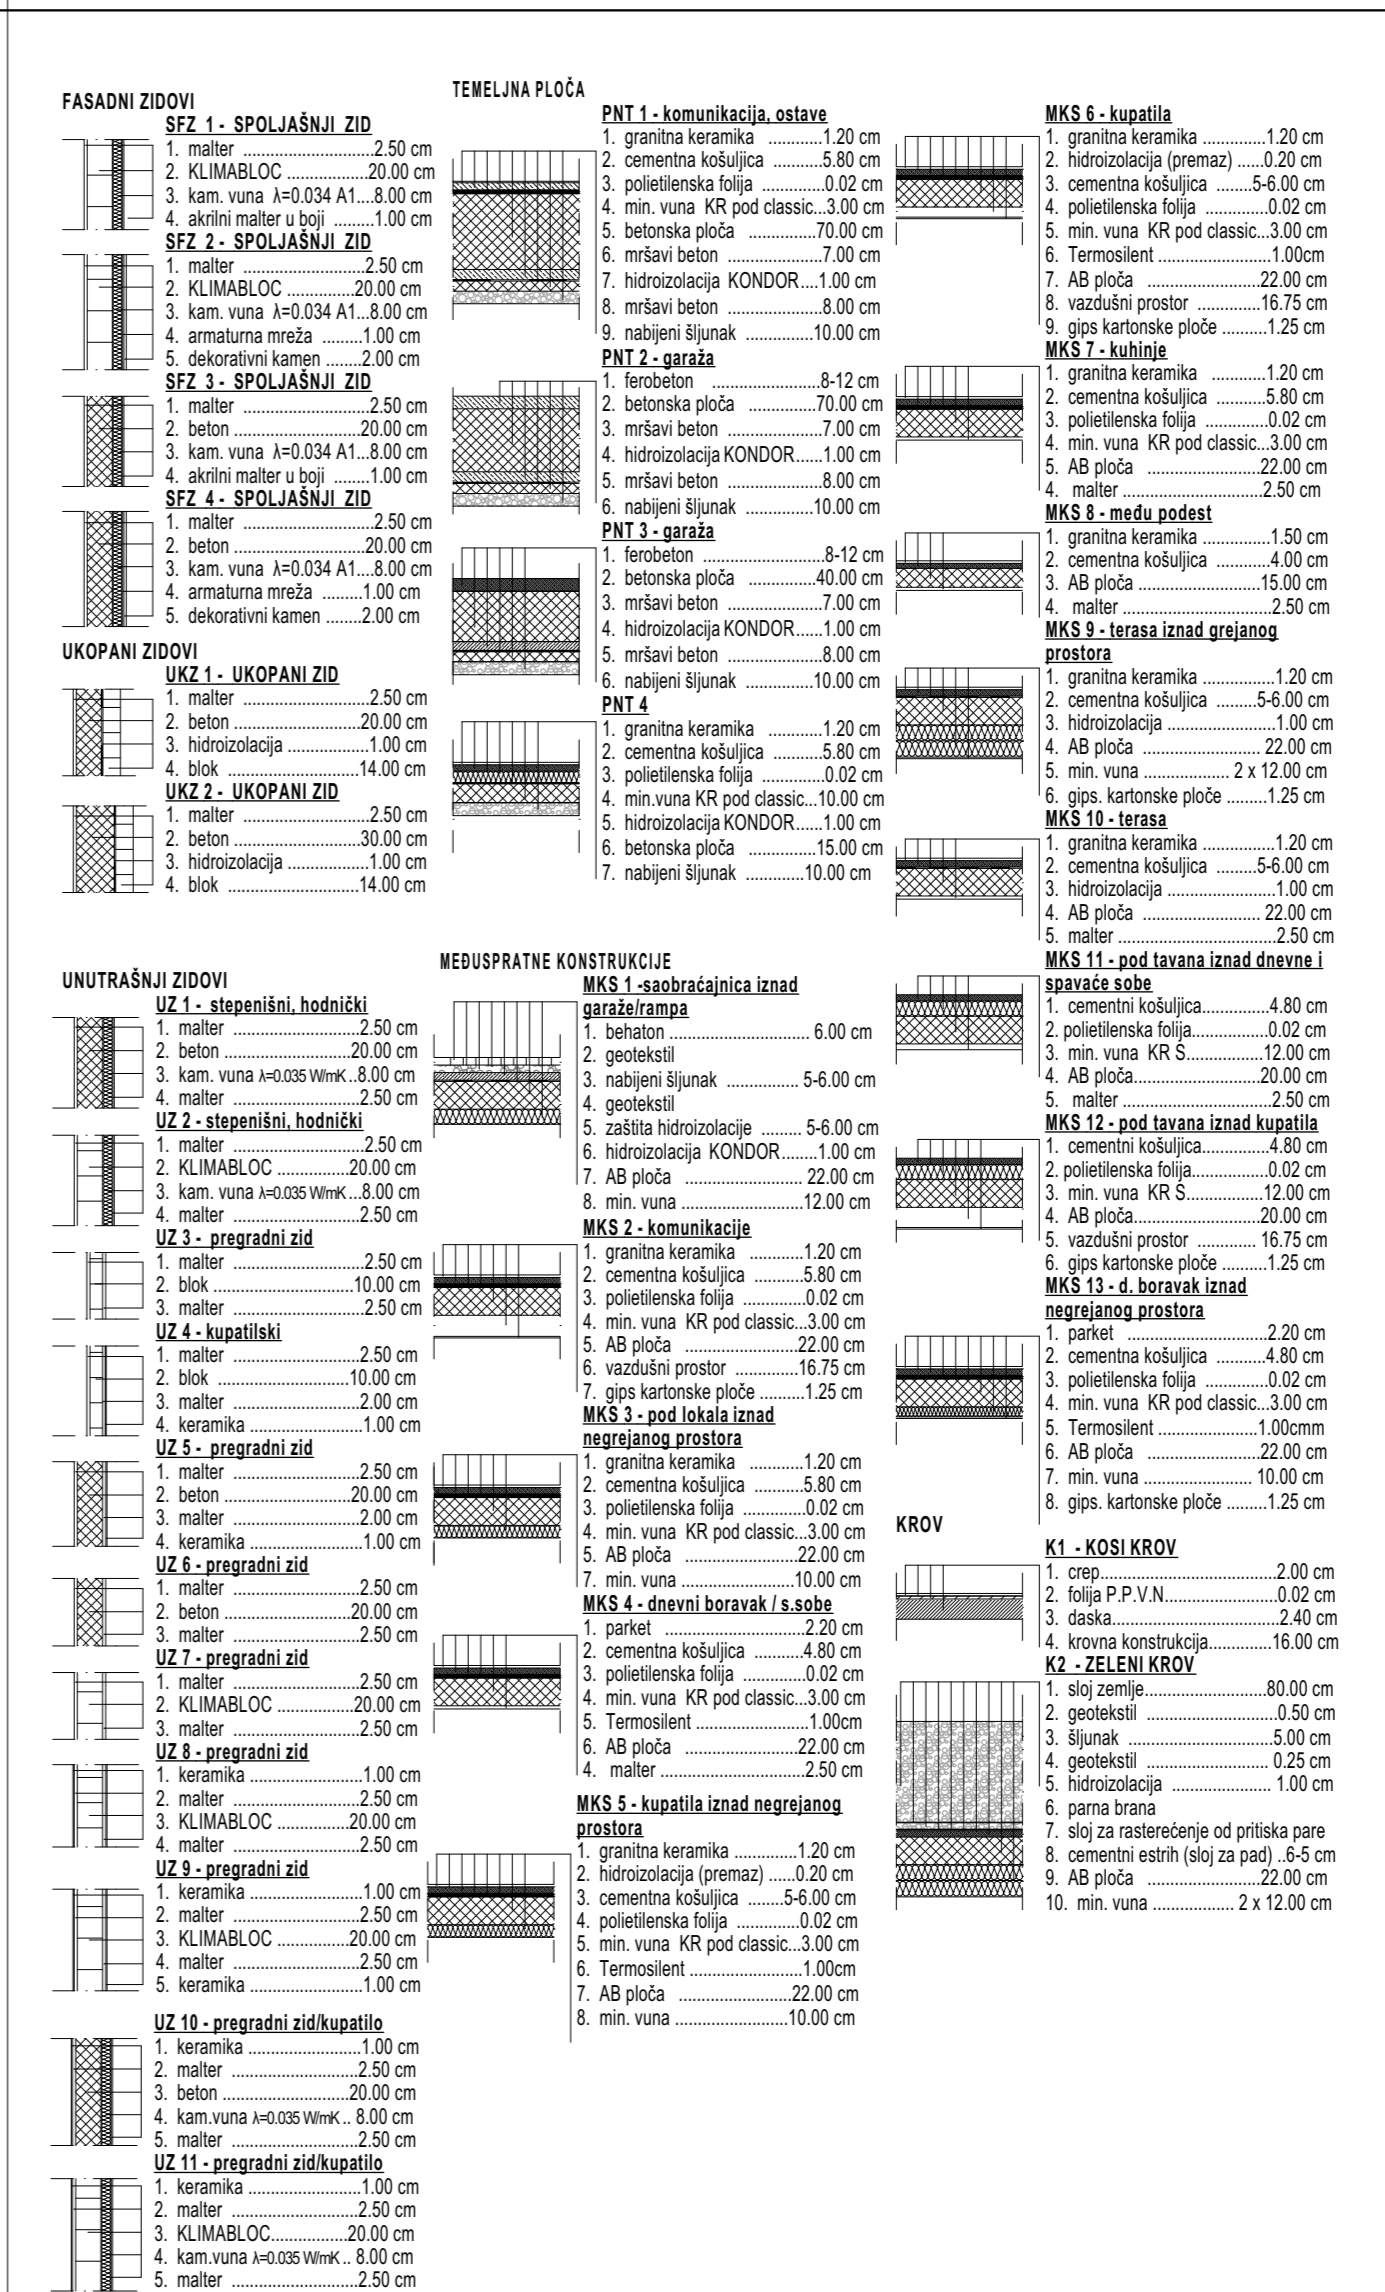 FASADNI ZIDOVI
SFZ 1 - SPOLJAŠNJI ZID
1. malter ............................2.50 cm
2. KLIMABLOC ..................20.00 cm
3. kam. vuna λ=0.034 A1....8.00 cm
4. akrilni malter u boji .........1.00 cm
SFZ 2 - SPOLJAŠNJI ZID
1. malter ..........................2.50 cm
2. KLIMABLOC ...............20.00 cm
3. kam. vuna λ=0.034 A1...8.00 cm
4. armaturna mreža .........1.00 cm
5. dekorativni kamen ........2.00 cm
SFZ 3 - SPOLJAŠNJI ZID
1. malter ...........................2.50 cm
2. beton ............................20.00 cm
3. kam. vuna λ=0.034 A1...8.00 cm
4. akrilni malter u boji ........1.00 cm
SFZ 4 - SPOLJAŠNJI ZID
1. malter ............................2.50 cm
2. beton ............................20.00 cm
3. kam. vuna λ=0.034 A1....8.00 cm
4. armaturna mreža .........1.00 cm
5. dekorativni kamen ........2.00 cm
UKOPANI ZIDOVI
UKZ 1 - UKOPANI ZID
1. malter ...........................2.50 cm
2. beton ...........................20.00 cm
3. hidroizolacija ..................1.00 cm
4. blok .............................14.00 cm
UKZ 2 - UKOPANI ZID
1. malter ...........................2.50 cm
2. beton ...........................30.00 cm
3. hidroizolacija ..................1.00 cm
4. blok .............................14.00 cm
UNUTRAŠNJI ZIDOVI
UZ 1 - stepenišni, hodnički
1. malter ...........................2.50 cm
2. beton ............................20.00 cm
3. kam. vuna λ=0.035 W/mK ..8.00 cm
4. malter ...........................2.50 cm
UZ 2 - stepenišni, hodnički
1. malter ............................2.50 cm
2. KLIMABLOC ................20.00 cm
3. kam. vuna λ=0.035 W/mK ...8.00 cm
4. malter ...........................2.50 cm
UZ 3 - pregradni zid
1. malter ............................2.50 cm
2. blok ..............................10.00 cm
3. malter ............................2.50 cm
UZ 4 - kupatilski
1. malter ...........................2.50 cm
2. blok .............................10.00 cm
3. malter ...........................2.00 cm
4. keramika .........................1.00 cm
UZ 5 - pregradni zid
1. malter ...........................2.50 cm
2. beton ............................20.00 cm
3. malter ...........................2.00 cm
4. keramika .........................1.00 cm
UZ 6 - pregradni zid
1. malter ...........................2.50 cm
2. beton ............................20.00 cm
3. malter ...........................2.50 cm
UZ 7 - pregradni zid
1. malter ...........................2.50 cm
2. KLIMABLOC .................20.00 cm
3. malter ...........................2.50 cm
UZ 8 - pregradni zid
1. keramika .........................1.00 cm
2. malter ...........................2.50 cm
3. KLIMABLOC ................20.00 cm
4. malter ...........................2.50 cm
UZ 9 - pregradni zid
1. keramika .........................1.00 cm
2. malter ...........................2.50 cm
3. KLIMABLOC ................20.00 cm
4. malter ...........................2.50 cm
5. keramika .........................1.00 cm
UZ 10 - pregradni zid/kupatilo
1. keramika .........................1.00 cm
2. malter ...........................2.50 cm
3. beton ............................20.00 cm
4. kam.vuna λ=0.035 W/mK .. 8.00 cm
5. malter ...........................2.50 cm
UZ 11 - pregradni zid/kupatilo
1. keramika .........................1.00 cm
2. malter ...........................2.50 cm
3. KLIMABLOC.................20.00 cm
4. kam.vuna λ=0.035 W/mK .. 8.00 cm
5. malter ...........................2.50 cm
TEMELJNA PLOČA
PNT 1 - komunikacija, ostave
1. granitna keramika ............1.20 cm
2. cementna košuljica ...........5.80 cm
3. polietilenska folija ..............0.02 cm
4. min. vuna KR pod classic...3.00 cm
5. betonska ploča ...............70.00 cm
6. mršavi beton .....................7.00 cm
7. hidroizolacija KONDOR....1.00 cm
8. mršavi beton .....................8.00 cm
9. nabijeni šljunak ...............10.00 cm
PNT 2 - garaža
1. ferobeton ........................8-12 cm
2. betonska ploča ...............70.00 cm
3. mršavi beton .....................7.00 cm
4. hidroizolacija KONDOR......1.00 cm
5. mršavi beton .....................8.00 cm
6. nabijeni šljunak ...............10.00 cm
PNT 3 - garaža
1. ferobeton ...........................8-12 cm
2. betonska ploča ...............40.00 cm
3. mršavi beton .....................7.00 cm
4. hidroizolacija KONDOR......1.00 cm
5. mršavi beton .....................8.00 cm
6. nabijeni šljunak ...............10.00 cm
PNT 4
1. granitna keramika ............1.20 cm
2. cementna košuljica ...........5.80 cm
3. polietilenska folija ..............0.02 cm
4. min.vuna KR pod classic...10.00 cm
5. hidroizolacija KONDOR......1.00 cm
6. betonska ploča ...............15.00 cm
7. nabijeni šljunak .............10.00 cm
MEĐUSPRATNE KONSTRUKCIJE
MKS 1 -saobraćajnica iznad
garaže/rampa
1. behaton .............................. 6.00 cm
2. geotekstil
3. nabijeni šljunak ................ 5-6.00 cm
4. geotekstil
5. zaštita hidroizolacije ......... 5-6.00 cm
6. hidroizolacija KONDOR........1.00 cm
7. AB ploča ......................... 22.00 cm
8. min. vuna ...........................12.00 cm
MKS 2 - komunikacije
1. granitna keramika ............1.20 cm
2. cementna košuljica ...........5.80 cm
3. polietilenska folija ..............0.02 cm
4. min. vuna KR pod classic...3.00 cm
5. AB ploča .........................22.00 cm
6. vazdušni prostor ...............16.75 cm
7. gips kartonske ploče ..........1.25 cm
MKS 3 - pod lokala iznad
negrejanog prostora
1. granitna keramika ............1.20 cm
2. cementna košuljica ...........5.80 cm
3. polietilenska folija ..............0.02 cm
4. min. vuna KR pod classic...3.00 cm
5. AB ploča .........................22.00 cm
7. min. vuna .........................10.00 cm
MKS 4 - dnevni boravak / s.sobe
1. parket ..............................2.20 cm
2. cementna košuljica ...........4.80 cm
3. polietilenska folija ..............0.02 cm
4. min. vuna KR pod classic...3.00 cm
5. Termosilent .........................1.00cm
6. AB ploča .........................22.00 cm
4. malter ................................2.50 cm
MKS 5 - kupatila iznad negrejanog
prostora
1. granitna keramika ..............1.20 cm
2. hidroizolacija (premaz) ......0.20 cm
3. cementna košuljica ........5-6.00 cm
4. polietilenska folija ..............0.02 cm
5. min. vuna KR pod classic...3.00 cm
6. Termosilent .........................1.00cm
7. AB ploča .........................22.00 cm
8. min. vuna .........................10.00 cm
MKS 6 - kupatila
1. granitna keramika ..............1.20 cm
2. hidroizolacija (premaz) ......0.20 cm
3. cementna košuljica ........5-6.00 cm
4. polietilenska folija ..............0.02 cm
5. min. vuna KR pod classic...3.00 cm
6. Termosilent .........................1.00cm
7. AB ploča .........................22.00 cm
8. vazdušni prostor ...............16.75 cm
9. gips kartonske ploče ..........1.25 cm
MKS 7 - kuhinje
1. granitna keramika ............1.20 cm
2. cementna košuljica ...........5.80 cm
3. polietilenska folija ..............0.02 cm
4. min. vuna KR pod classic...3.00 cm
5. AB ploča .........................22.00 cm
4. malter ...............................2.50 cm
MKS 8 - među podest
1. granitna keramika ..............1.50 cm
2. cementna košuljica ............4.00 cm
3. AB ploča ...........................15.00 cm
4. malter .................................2.50 cm
MKS 9 - terasa iznad grejanog
prostora
1. granitna keramika ................1.20 cm
2. cementna košuljica .........5-6.00 cm
3. hidroizolacija ........................1.00 cm
4. AB ploča .......................... 22.00 cm
5. min. vuna ................... 2 x 12.00 cm
6. gips. kartonske ploče .........1.25 cm
MKS 10 - terasa
1. granitna keramika ................1.20 cm
2. cementna košuljica .........5-6.00 cm
3. hidroizolacija ........................1.00 cm
4. AB ploča .......................... 22.00 cm
5. malter ...................................2.50 cm
MKS 11 - pod tavana iznad dnevne i
spavaće sobe
1. cementni košuljica...............4.80 cm
2. polietilenska folija................0.02 cm
3. min. vuna KR S.................12.00 cm
4. AB ploča............................20.00 cm
5. malter .................................2.50 cm
MKS 12 - pod tavana iznad kupatila
1. cementni košuljica...............4.80 cm
2. polietilenska folija................0.02 cm
3. min. vuna KR S.................12.00 cm
4. AB ploča............................20.00 cm
5. vazdušni prostor ............. 16.75 cm
6. gips kartonske ploče ..........1.25 cm
MKS 13 - d. boravak iznad
negrejanog prostora
1. parket ...............................2.20 cm
2. cementna košuljica ...........4.80 cm
3. polietilenska folija ..............0.02 cm
4. min. vuna KR pod classic...3.00 cm
5. Termosilent ......................1.00cmm
6. AB ploča .........................22.00 cm
7. min. vuna ........................ 10.00 cm
8. gips. kartonske ploče .........1.25 cm
KROV
K1 - KOSI KROV
1. crep.......................................2.00 cm
2. folija P.P.V.N.........................0.02 cm
3. daska.....................................2.40 cm
4. krovna konstrukcija..............16.00 cm
K2 - ZELENI KROV
1. sloj zemlje...........................80.00 cm
2. geotekstil ............................0.50 cm
3. šljunak ................................5.00 cm
4. geotekstil ........................... 0.25 cm
5. hidroizolacija ...................... 1.00 cm
6. parna brana
7. sloj za rasterećenje od pritiska pare
8. cementni estrih (sloj za pad) ..6-5 cm
9. AB ploča .........................22.00 cm
10. min. vuna .................. 2 x 12.00 cm